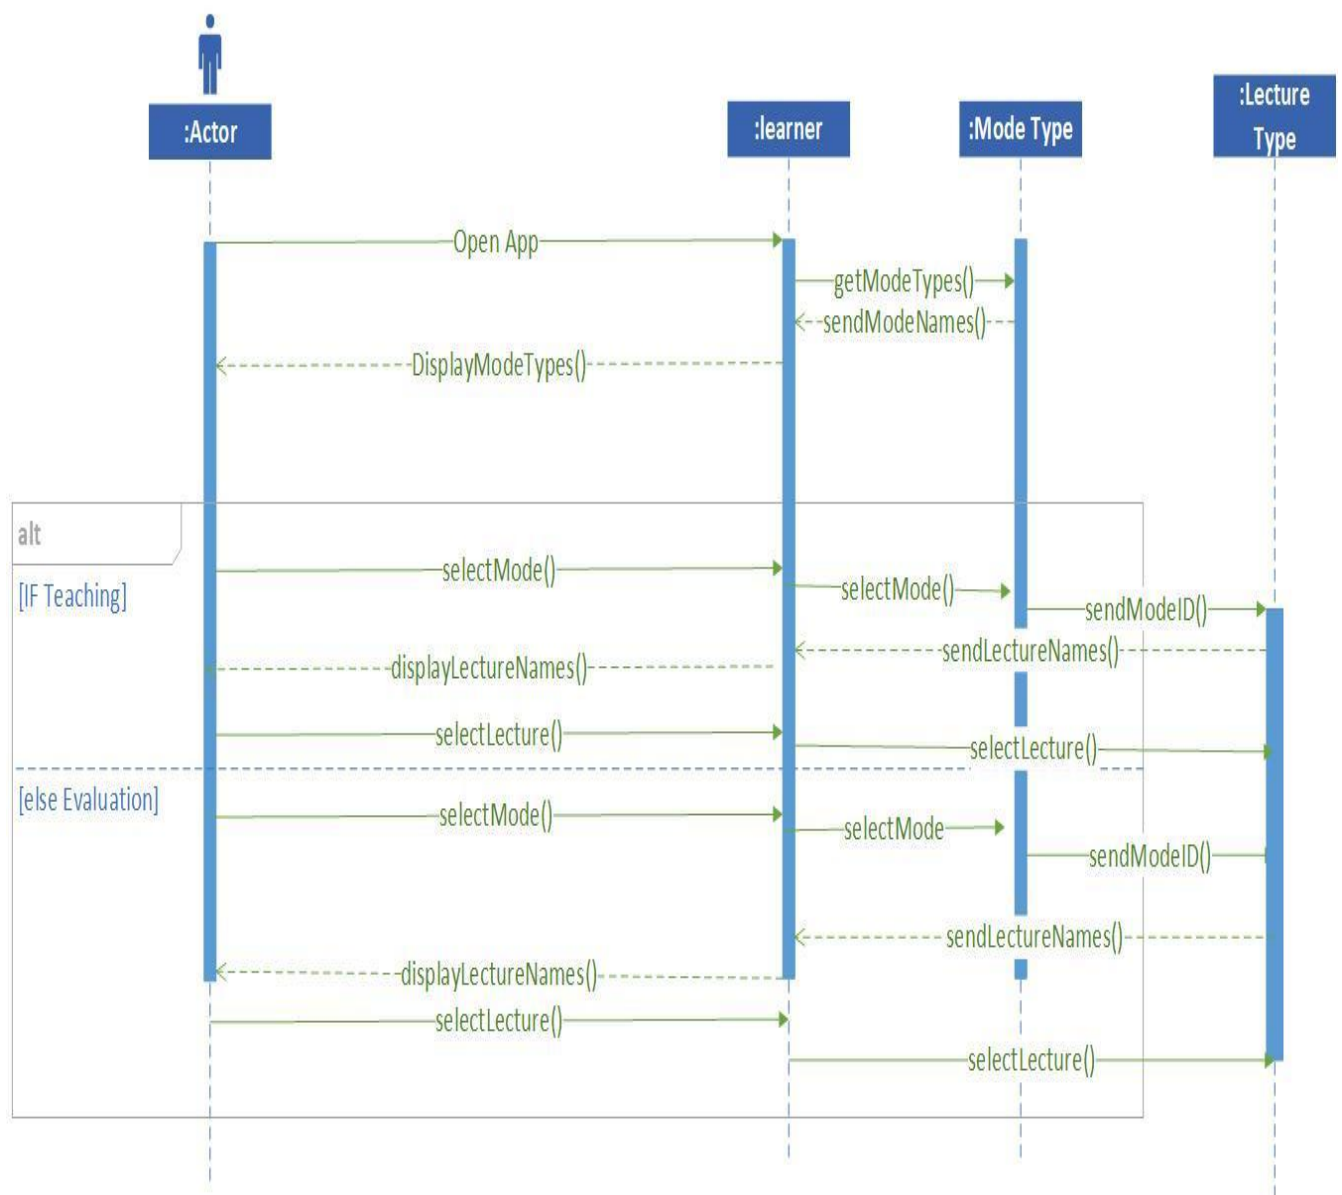 :Actor
:learner
:Mode Type
:Lecture
Type
Open App
getModeTypes()
sendModeNames()
DisplayModeTypes()
alt
[IF Teaching]
selectMode()
selectMode()
sendModeID()
sendLectureNames()
displayLectureNames()
selectLecture()
selectLecture()
[else Evaluation]
selectMode()
selectMode
sendModeID()
sendLectureNames()
displayLectureNames()
selectLecture()
selectLecture()